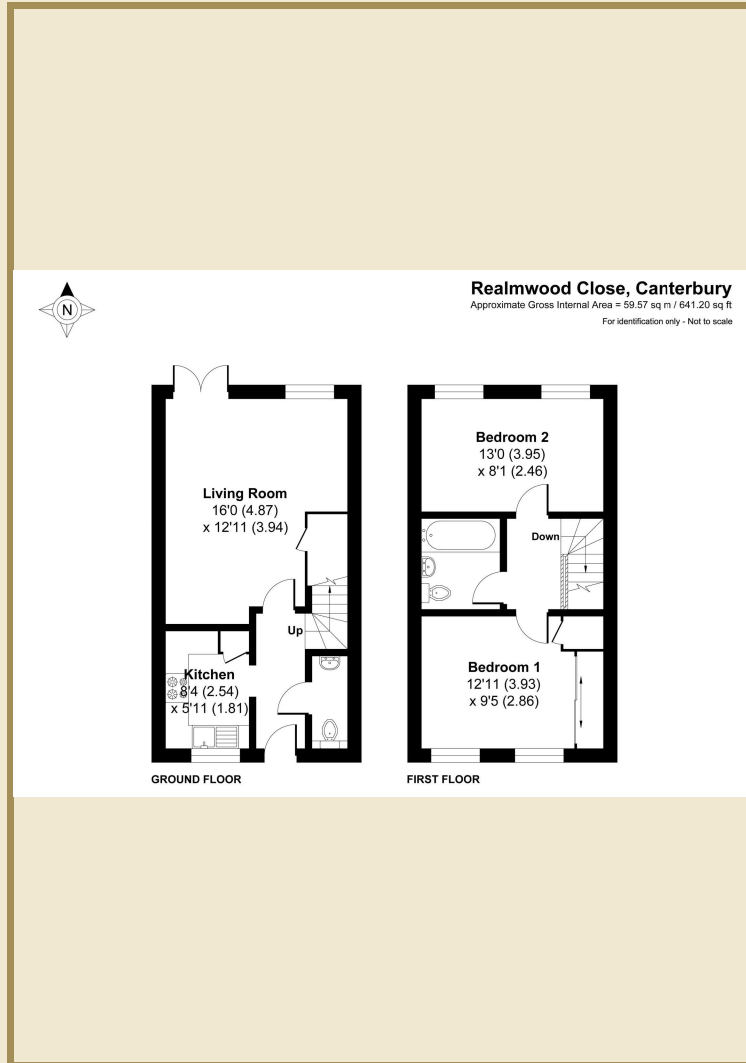 N
Realmwood Close, Canterbury
Approximate Gross Internal Area = 59.57 sq m / 641.20 sq ft
For identification only - Not to scale
Living Room
16'0 (4.87)
x 12'11 (3.94)
Up
Kitchen
8'4 (2.54)
x 5'11 (1.81)
GROUND FLOOR
Bedroom 2
13'0 (3.95)
x 8'1 (2.46)
Down
Bedroom 1
12'11 (3.93)
x 9'5 (2.86)
FIRST FLOOR